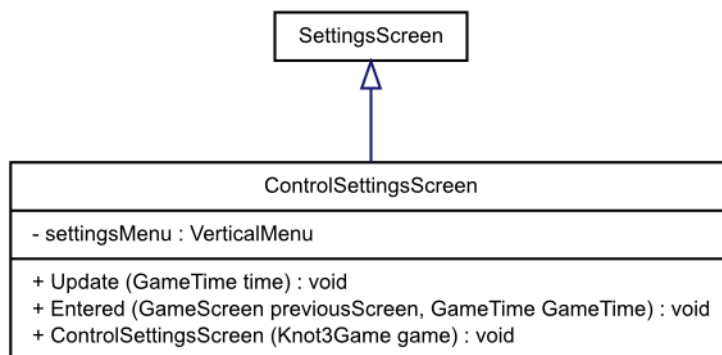 SettingsScreen
ControlSettingsScreen
- settingsMenu : VerticalMenu
+ Update (GameTime time) : void
+ Entered (GameScreen previousScreen, GameTime GameTime) : void
+ ControlSettingsScreen (Knot3Game game) : void